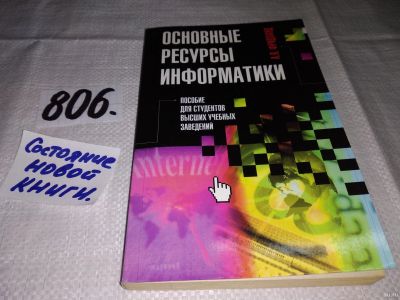 806.
Состояние
новой
книги.
ОСНОВНЫЕ
РЕСУРСЫ
ИНФОРМАТИКИ
ПОСОБИЕ
ДЛЯ СТУДЕНТОВ
ВЫСШИХ УЧЕБНЫХ
ЗАВЕДЕНИЙ